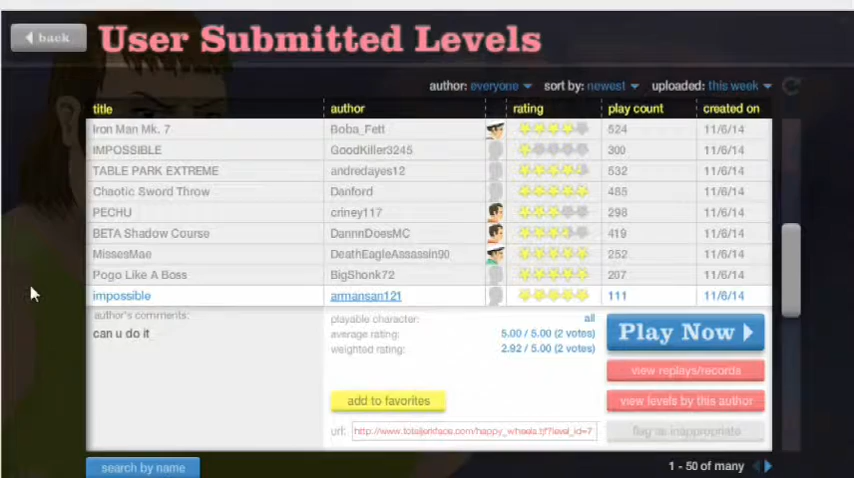 back
User Submitted Levels
author: everyone sort by: newest uploaded: this week
title author rating play count created on
Iron Man Mk. 7 Boba_Fett 524 11/6/14
IMPOSSIBLE GoodKiller3245 300 11/6/14
TABLE PARK EXTREME andredayes12 532 11/6/14
Chaotic Sword Throw Danford 485 11/6/14
PECHU criney117 298 11/6/14
BETA Shadow Course DannnDoesMC 419 11/6/14
MissesMae DeathEagleAssassin90 252 11/6/14
Pogo Like A Boss BigShonk72 207 11/6/14
impossible armansan121 111 11/6/14
author's comments:
can u do it
playable character: all
average rating: 5.00 / 5.00 (2 votes)
weighted rating: 2.92 / 5.00 (2 votes)
Play Now
view replays/records
add to favorites
view levels by this author
url: http://www.totaljerkface.com/happy_wheels.tjf?level_id=7
flag as inappropriate
search by name
1 - 50 of many